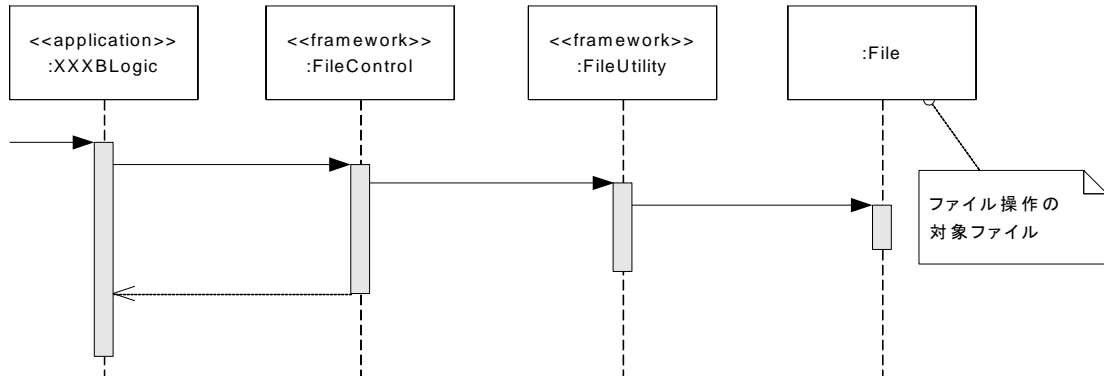 <<application>>
:XXXBLogic
<<framework>>
:FileControl
<<framework>>
:FileUtility
:File
ファイル操作の
対象ファイル